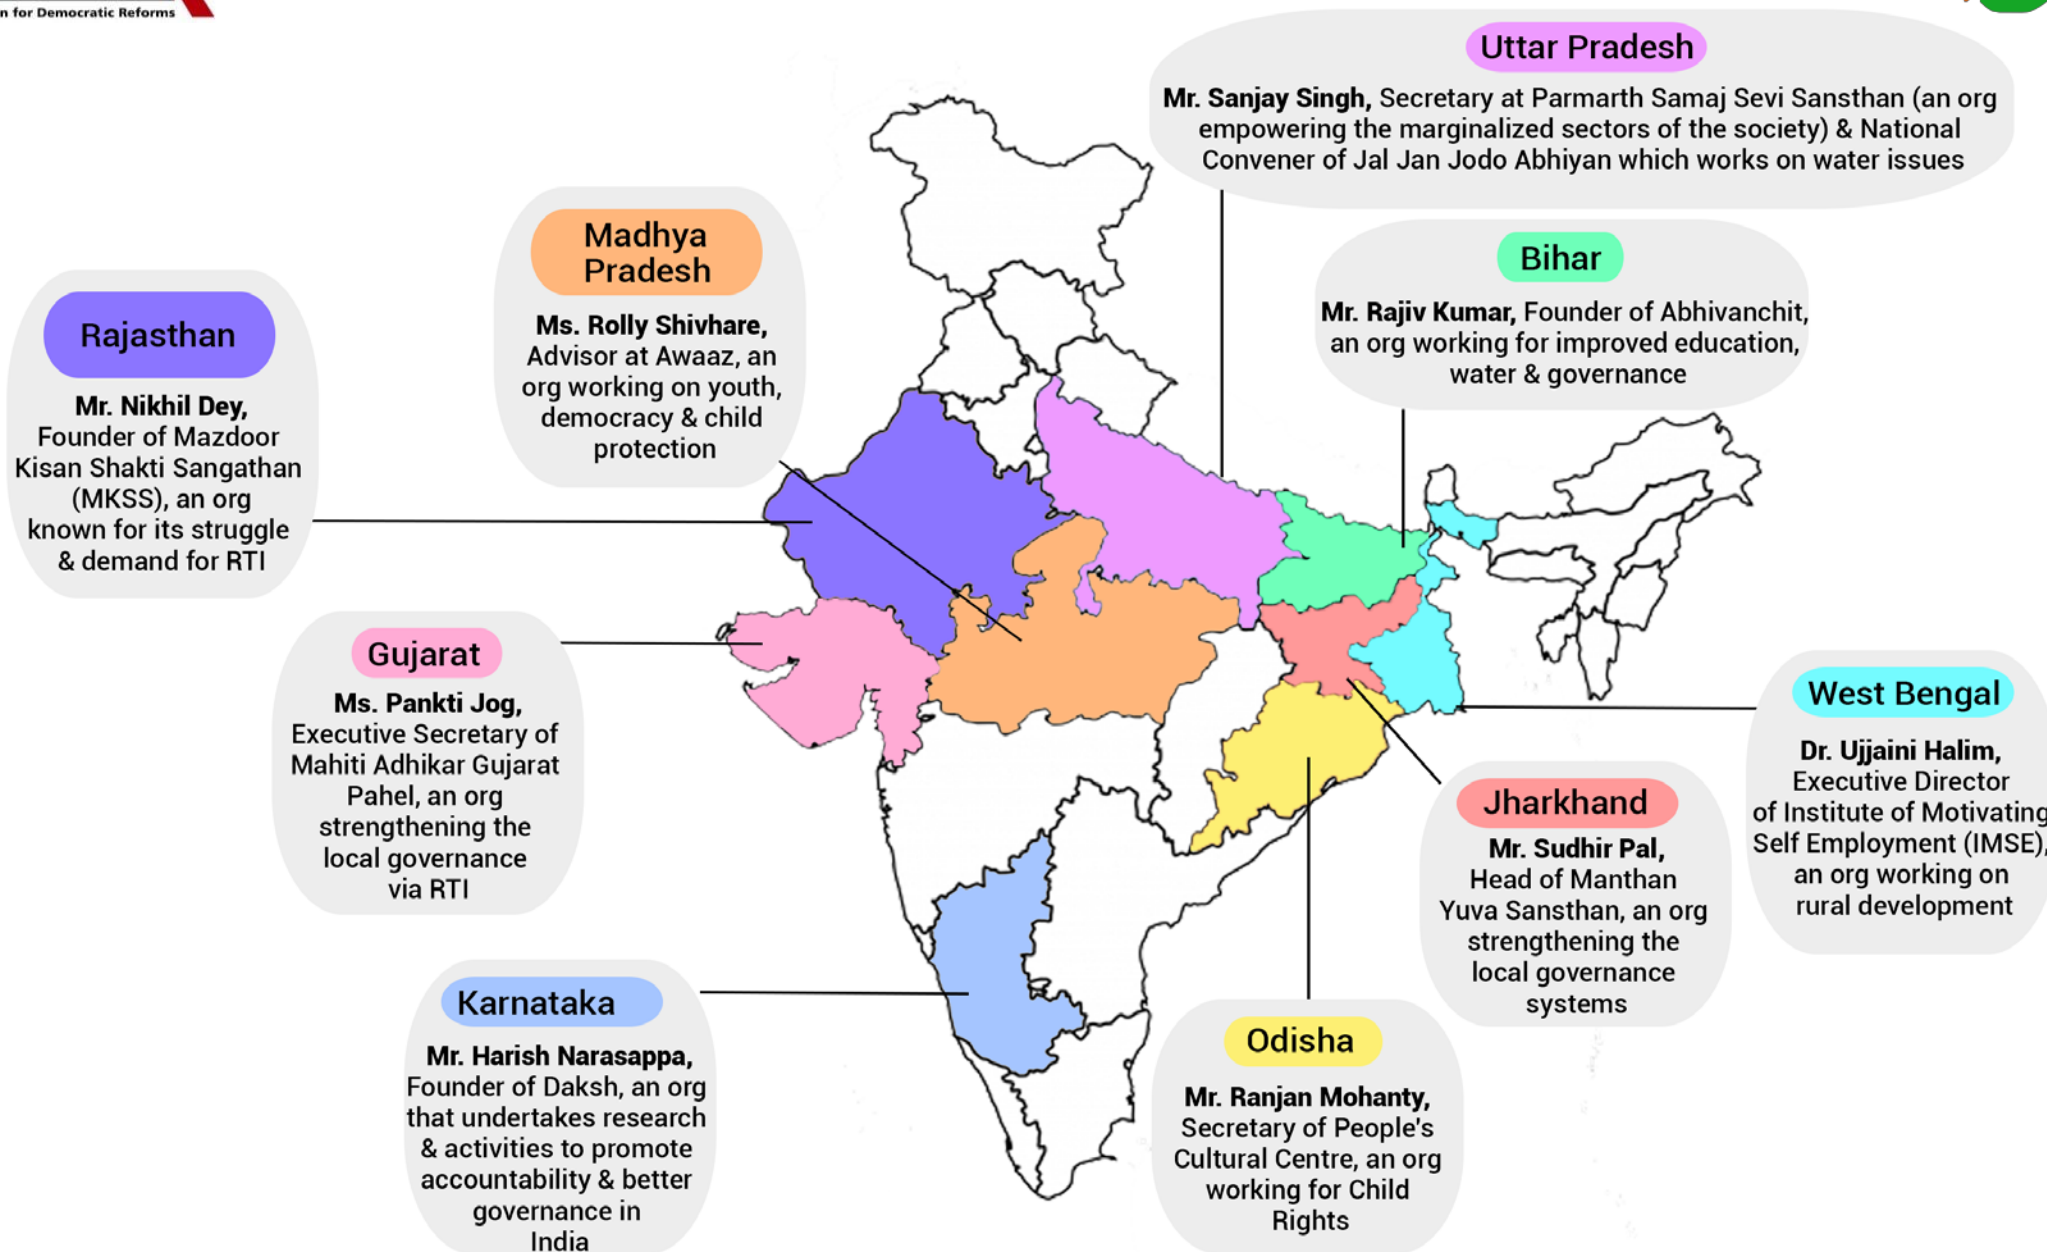 n for Democratic Reforms
Uttar Pradesh
Mr. Sanjay Singh, Secretary at Parmarth Samaj Sevi Sansthan (an org
empowering the marginalized sectors of the society) & National
Convener of Jal Jan Jodo Abhiyan which works on water issues
Madhya
Pradesh
Ms. Rolly Shivhare,
Advisor at Awaaz, an
org working on youth,
democracy & child
protection
Bihar
Mr. Rajiv Kumar, Founder of Abhivanchit,
an org working for improved education,
water & governance
Rajasthan
Mr. Nikhil Dey,
Founder of Mazdoor
Kisan Shakti Sangathan
(MKSS), an org
known for its struggle
& demand for RTI
Gujarat
Ms. Pankti Jog,
Executive Secretary of
Mahiti Adhikar Gujarat
Pahel, an org
strengthening the
local governance
via RTI
West Bengal
Dr. Ujjaini Halim,
Executive Director
of Institute of Motivating
Self Employment (IMSE),
an org working on
rural development
Jharkhand
Mr. Sudhir Pal,
Head of Manthan
Yuva Sansthan, an org
strengthening the
local governance
systems
Karnataka
Mr. Harish Narasappa,
Founder of Daksh, an org
that undertakes research
& activities to promote
accountability & better
governance in
India
Odisha
Mr. Ranjan Mohanty,
Secretary of People's
Cultural Centre, an org
working for Child
Rights